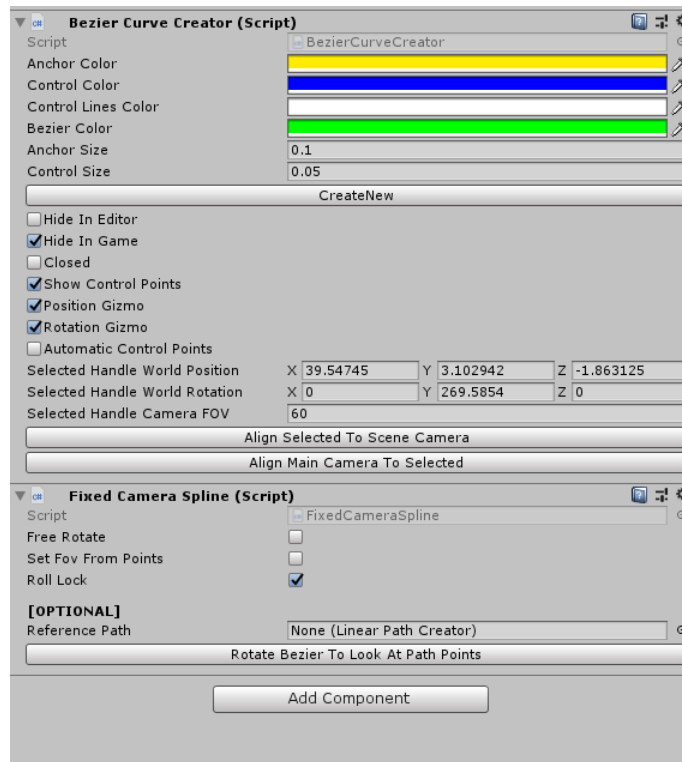 Bezier Curve Creator (Script)
Script BezierCurveCreator
Anchor Color
Control Color
Control Lines Color
Bezier Color
Anchor Size 0.1
Control Size 0.05
CreateNew
Hide In Editor
Hide In Game
Closed
Show Control Points
Position Gizmo
Rotation Gizmo
Automatic Control Points
Selected Handle World Position X 39.54745 Y 3.102942 Z -1.863125
Selected Handle World Rotation X 0 Y 269.5854 Z 0
Selected Handle Camera FOV 60
Align Selected To Scene Camera
Align Main Camera To Selected
Fixed Camera Spline (Script)
Script FixedCameraSpline
Free Rotate
Set Fov From Points
Roll Lock
[OPTIONAL]
Reference Path None (Linear Path Creator)
Rotate Bezier To Look At Path Points
Add Component